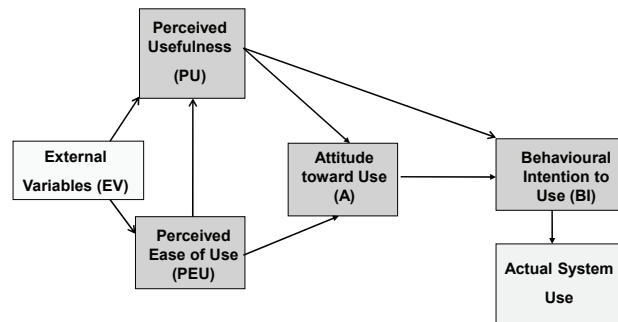 Perceived
Usefulness
(PU)
External
Variables (EV)
Perceived
Ease of Use
(PEU)
Attitude
toward Use
(A)
Behavioural
Intention to
Use (BI)
Actual System
Use